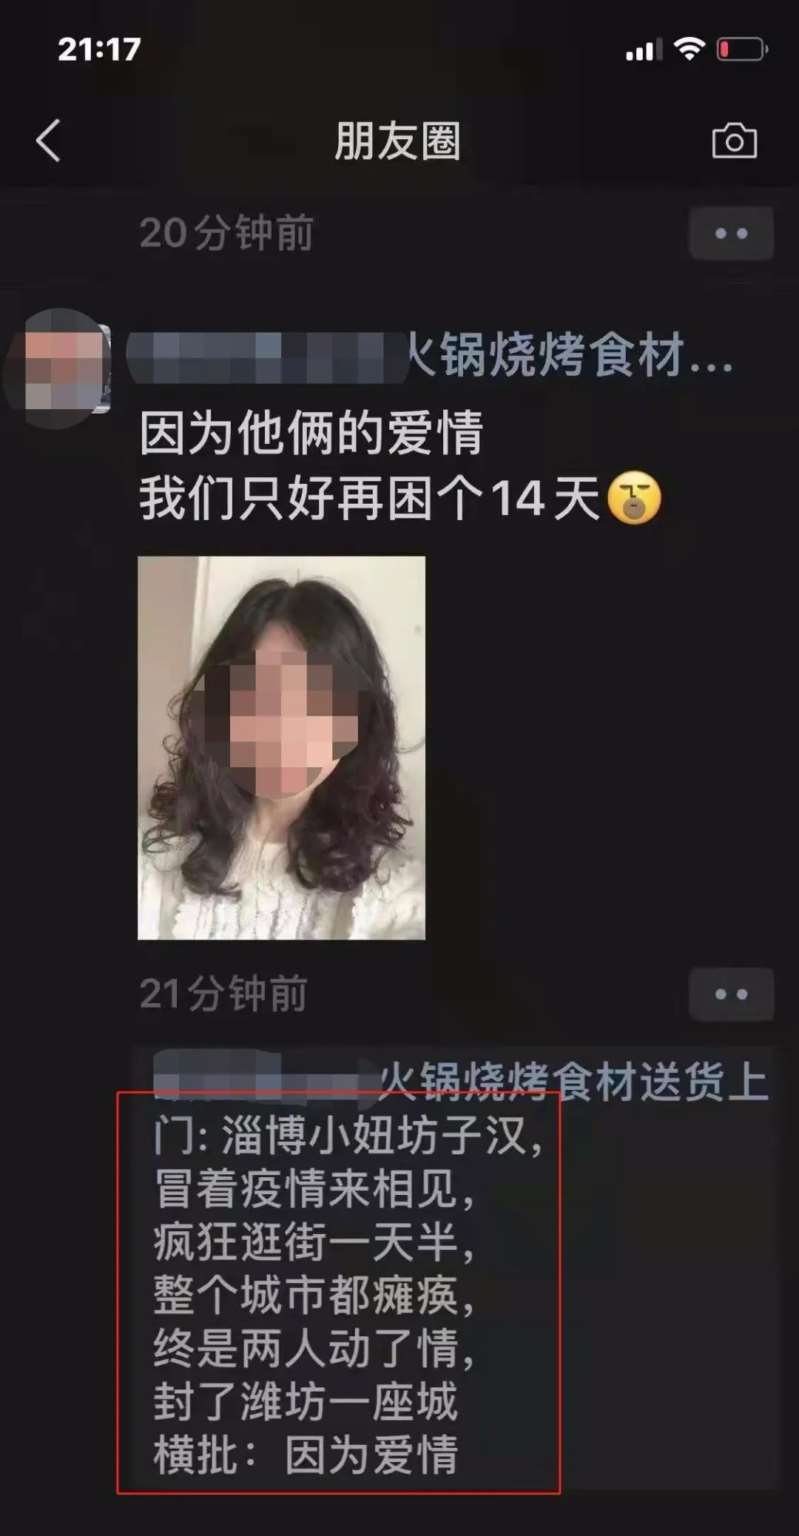 21:17
朋友圈
20分钟前
火锅烧烤食材...
因为他俩的爱情
我们只好再困个14天
21分钟前
火锅烧烤食材送货上
门: 淄博小妞坊子汉,
冒着疫情来相见,
疯狂逛街一天半,
整个城市都瘫痪,
终是两人动了情,
封了潍坊一座城
横批：因为爱情